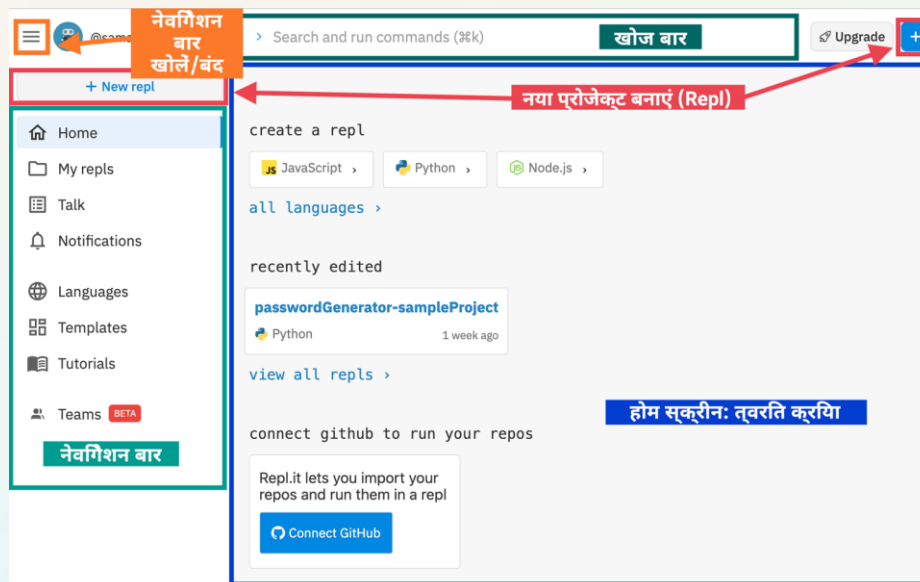 नेवगिेशन
बार
खोलें/बंद
> Search and run commands (⌘k)
खोज बार
Upgrade
+
+ New repl
नया प्रोजेक्ट बनाएं (Repl)
Home
My repls
Talk
Notifications
Languages
Templates
Tutorials
Teams BETA
नेवगिेशन बार
create a repl
JS JavaScript >
Python >
JS Node.js >
all languages >
recently edited
passwordGenerator-sampleProject
Python 1 week ago
view all repls >
होम स्क्रीन: त्वरति क्रयिा
connect github to run your repos
Repl.it lets you import your
repos and run them in a repl
Connect GitHub